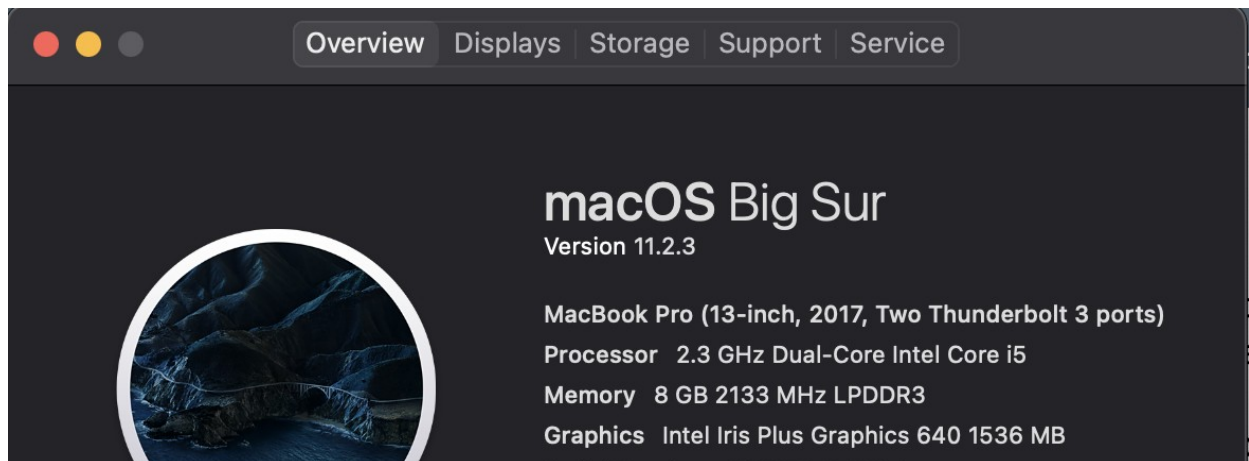 Overview Displays Storage Support Service
macOS Big Sur
Version 11.2.3
MacBook Pro (13-inch, 2017, Two Thunderbolt 3 ports)
Processor 2.3 GHz Dual-Core Intel Core i5
Memory 8 GB 2133 MHz LPDDR3
Graphics Intel Iris Plus Graphics 640 1536 MB